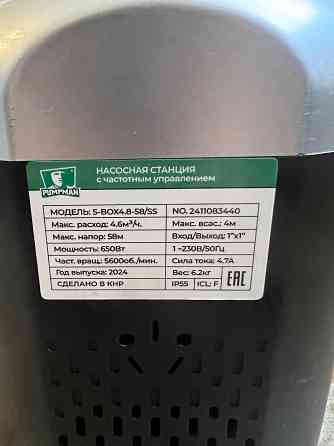 PUMPMAN
НАСОСНАЯ СТАНЦИЯ
с частотным управлением
МОДЕЛЬ: S-BOX4.8-58/SS NO. 2411083440
Макс. расход: 4.6м³/ч. Макс. всас.: 4м
Макс. напор: 58м Вход/Выход: 1"x1"
Мощность: 650Вт 1 ~230В/50Гц
Част. вращ.: 5600об./мин. Сила тока: 4.7А
Год выпуска: 2024 Вес: 6.2кг
СДЕЛАНО В КНР IP55 ICL: F EAC